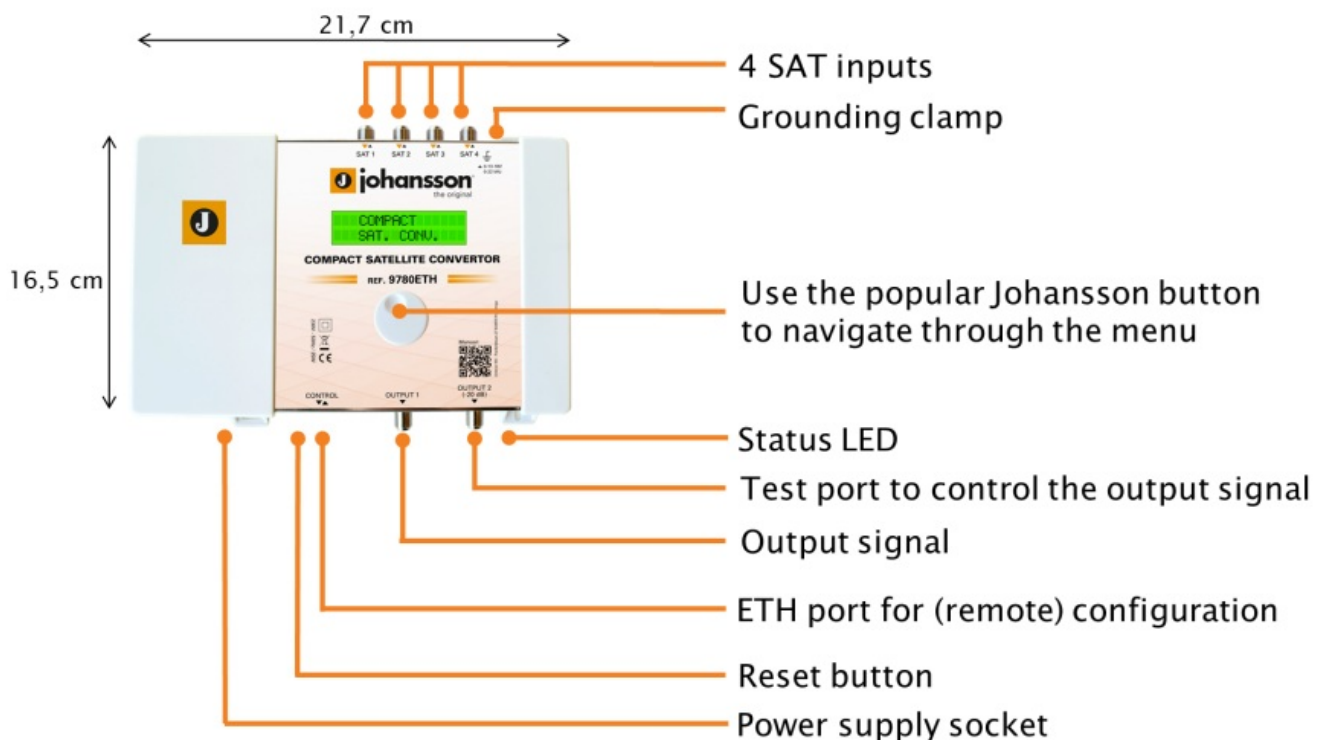 21,7 cm
4 SAT inputs
Grounding clamp
SAT 1
SAT 2
SAT 3
SAT 4
J johansson
the original
J
COMPACT
SAT. CONV.
COMPACT SATELLITE CONVERTOR
REF. 9780ETH
16,5 cm
Use the popular Johansson button
to navigate through the menu
CE
CONTROL
OUTPUT 1
OUTPUT 2
(-20 dB)
Status LED
Test port to control the output signal
Output signal
ETH port for (remote) configuration
Reset button
Power supply socket